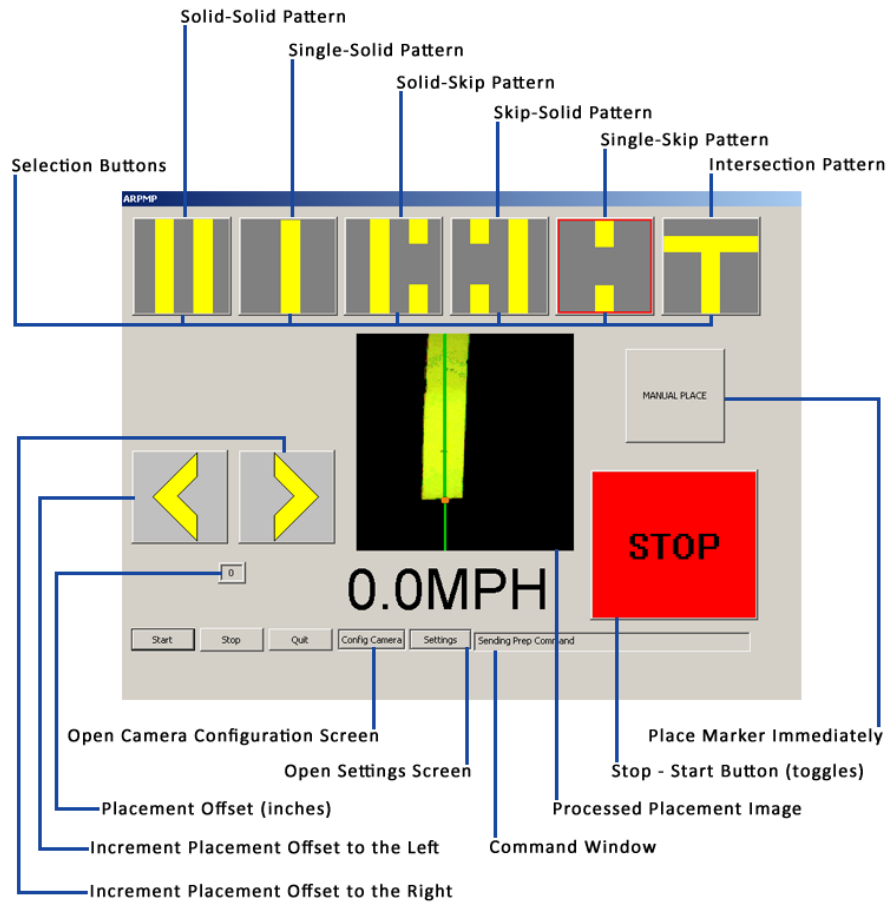 Solid-Solid Pattern
Single-Solid Pattern
Solid-Skip Pattern
Skip-Solid Pattern
Single-Skip Pattern
Selection Buttons
Intersection Pattern
ARPMP
MANUAL PLACE
STOP
0
0.0MPH
Start
Stop
Quit
Config Camera
Settings
Sending Prep Command
Open Camera Configuration Screen
Place Marker Immediately
Open Settings Screen
Stop - Start Button (toggles)
Placement Offset (inches)
Processed Placement Image
Increment Placement Offset to the Left
Command Window
Increment Placement Offset to the Right